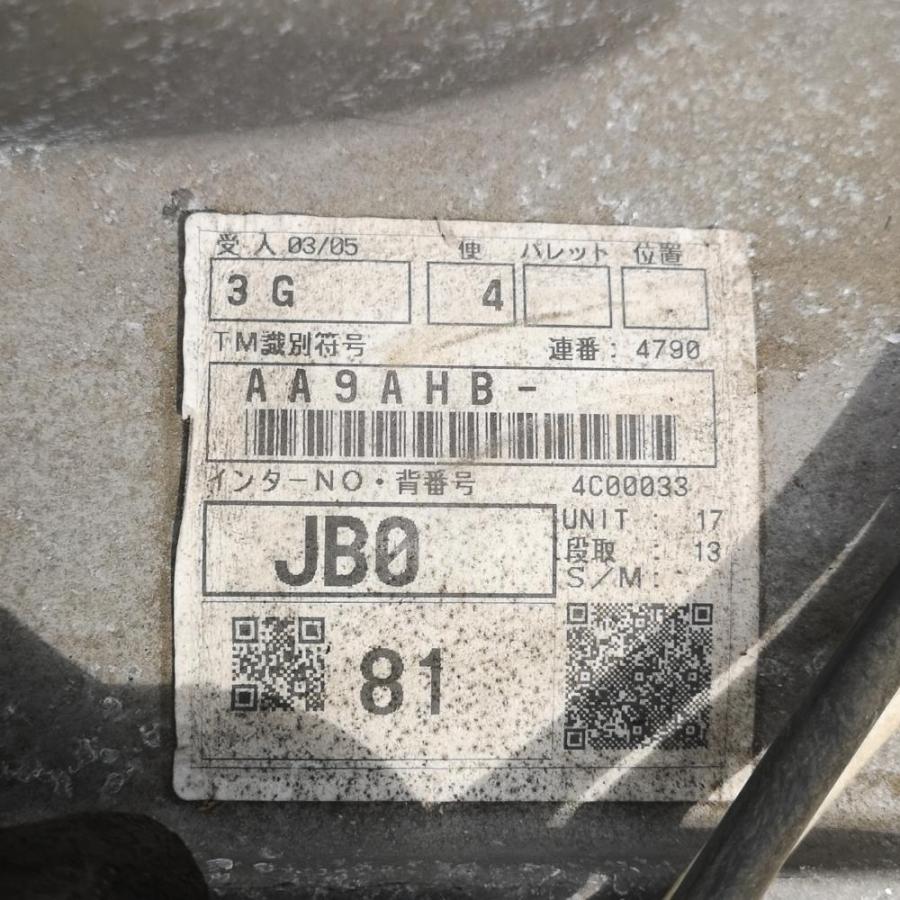 受入 03/05 便 パレット 位置
3 G 4
TM識別符号 連番: 4790
AA9AHB-
インターNO・背番号 4C00033
JB0
UNIT : 17
段取 : 13
S/M:
81